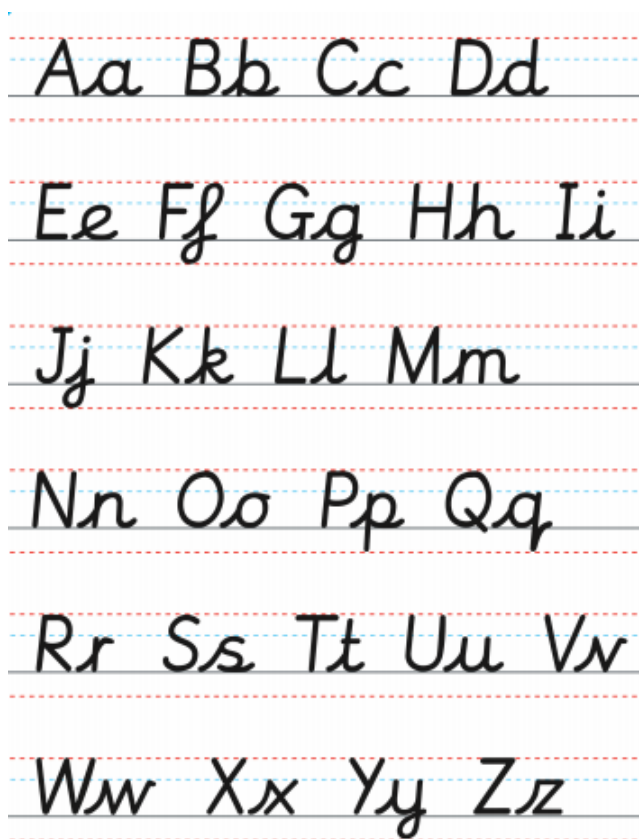 Aa Bb Cc Dd
Ee Ff Gg Hh Ii
Jj Kk Ll Mm
Nn Oo Pp Qq
Rr Ss Tt Uu Vv
Ww Xx Yy Zz